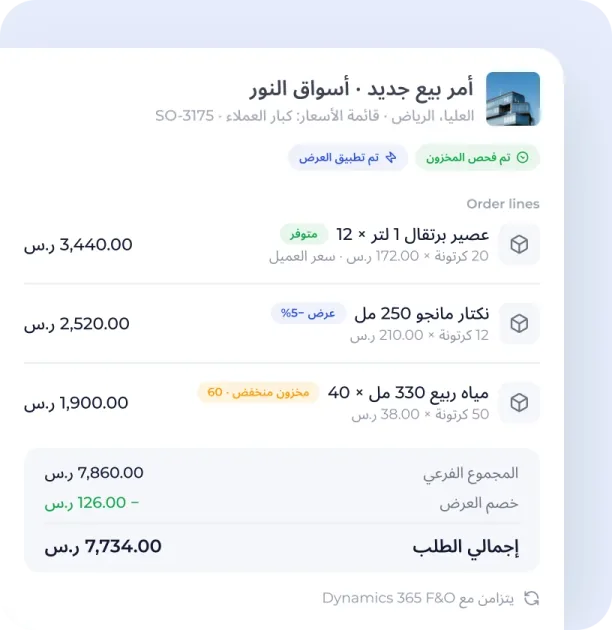 أمر بيع جديد · أسواق النور
العليا، الرياض · قائمة الأسعار: كبار العملاء · SO-3175
تم فحص المخزون
تم تطبيق العرض
Order lines
عصير برتقال 1 لتر × 12
متوفر
20 كرتونة × 172.00 ر.س · سعر العميل
3,440.00 ر.س
نكتار مانجو 250 مل
عرض −5%
12 كرتونة × 210.00 ر.س
2,520.00 ر.س
مياه ربيع 330 مل × 40
مخزون منخفض · 60
50 كرتونة × 38.00 ر.س
1,900.00 ر.س
المجموع الفرعي
7,860.00 ر.س
خصم العرض
− 126.00 ر.س
إجمالي الطلب
7,734.00 ر.س
يتزامن مع Dynamics 365 F&O